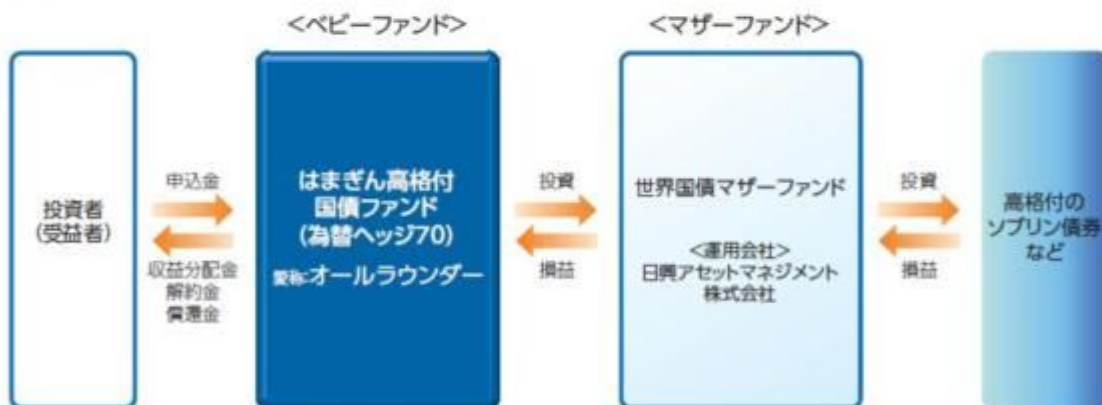 <ベビーファンド>
<マザーファンド>
投資者
(受益者)
申込金
収益分配金
解約金
償還金
はまぎん高格付
国債ファンド
(為替ヘッジ70)
愛称:オールラウンダー
投資
損益
世界国債マザーファンド
<運用会社>
日興アセットマネジメント
株式会社
投資
損益
高格付の
ソブリン債券
など